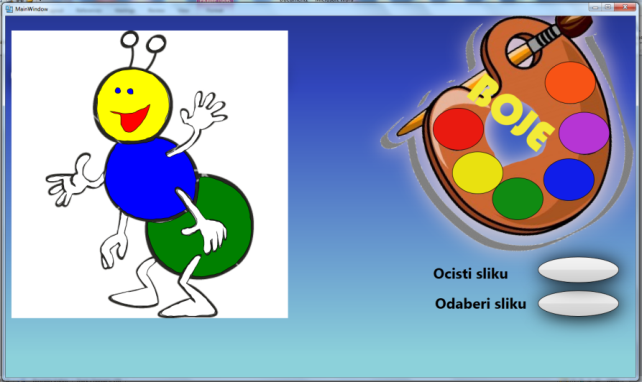 MainWindow
BOJE
Ocisti sliku
Odaberi sliku